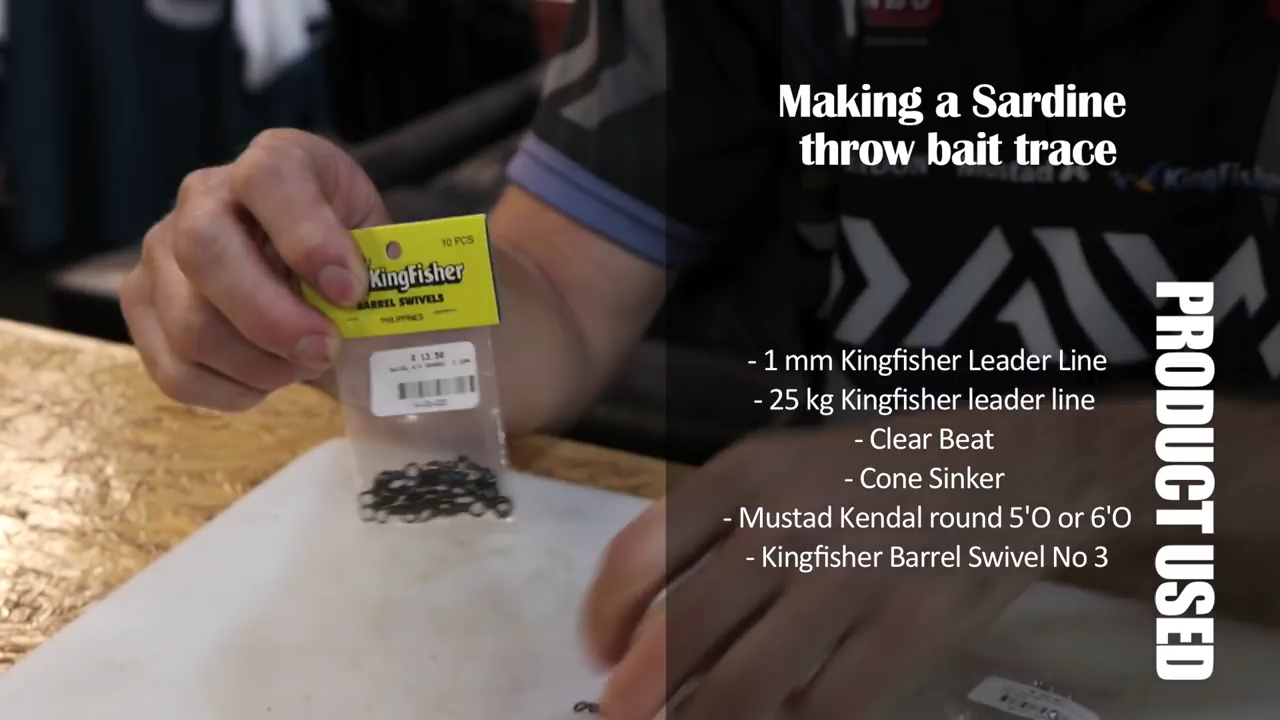 Making a Sardine
throw bait trace
KingFisher
10 PCS
KingFisher
BARREL SWIVELS
PHILIPPINES
R 13.50
- 1 mm Kingfisher Leader Line
- 25 kg Kingfisher leader line
- Clear Beat
- Cone Sinker
- Mustad Kendal round 5'O or 6'O
- Kingfisher Barrel Swivel No 3
PRODUCT USED